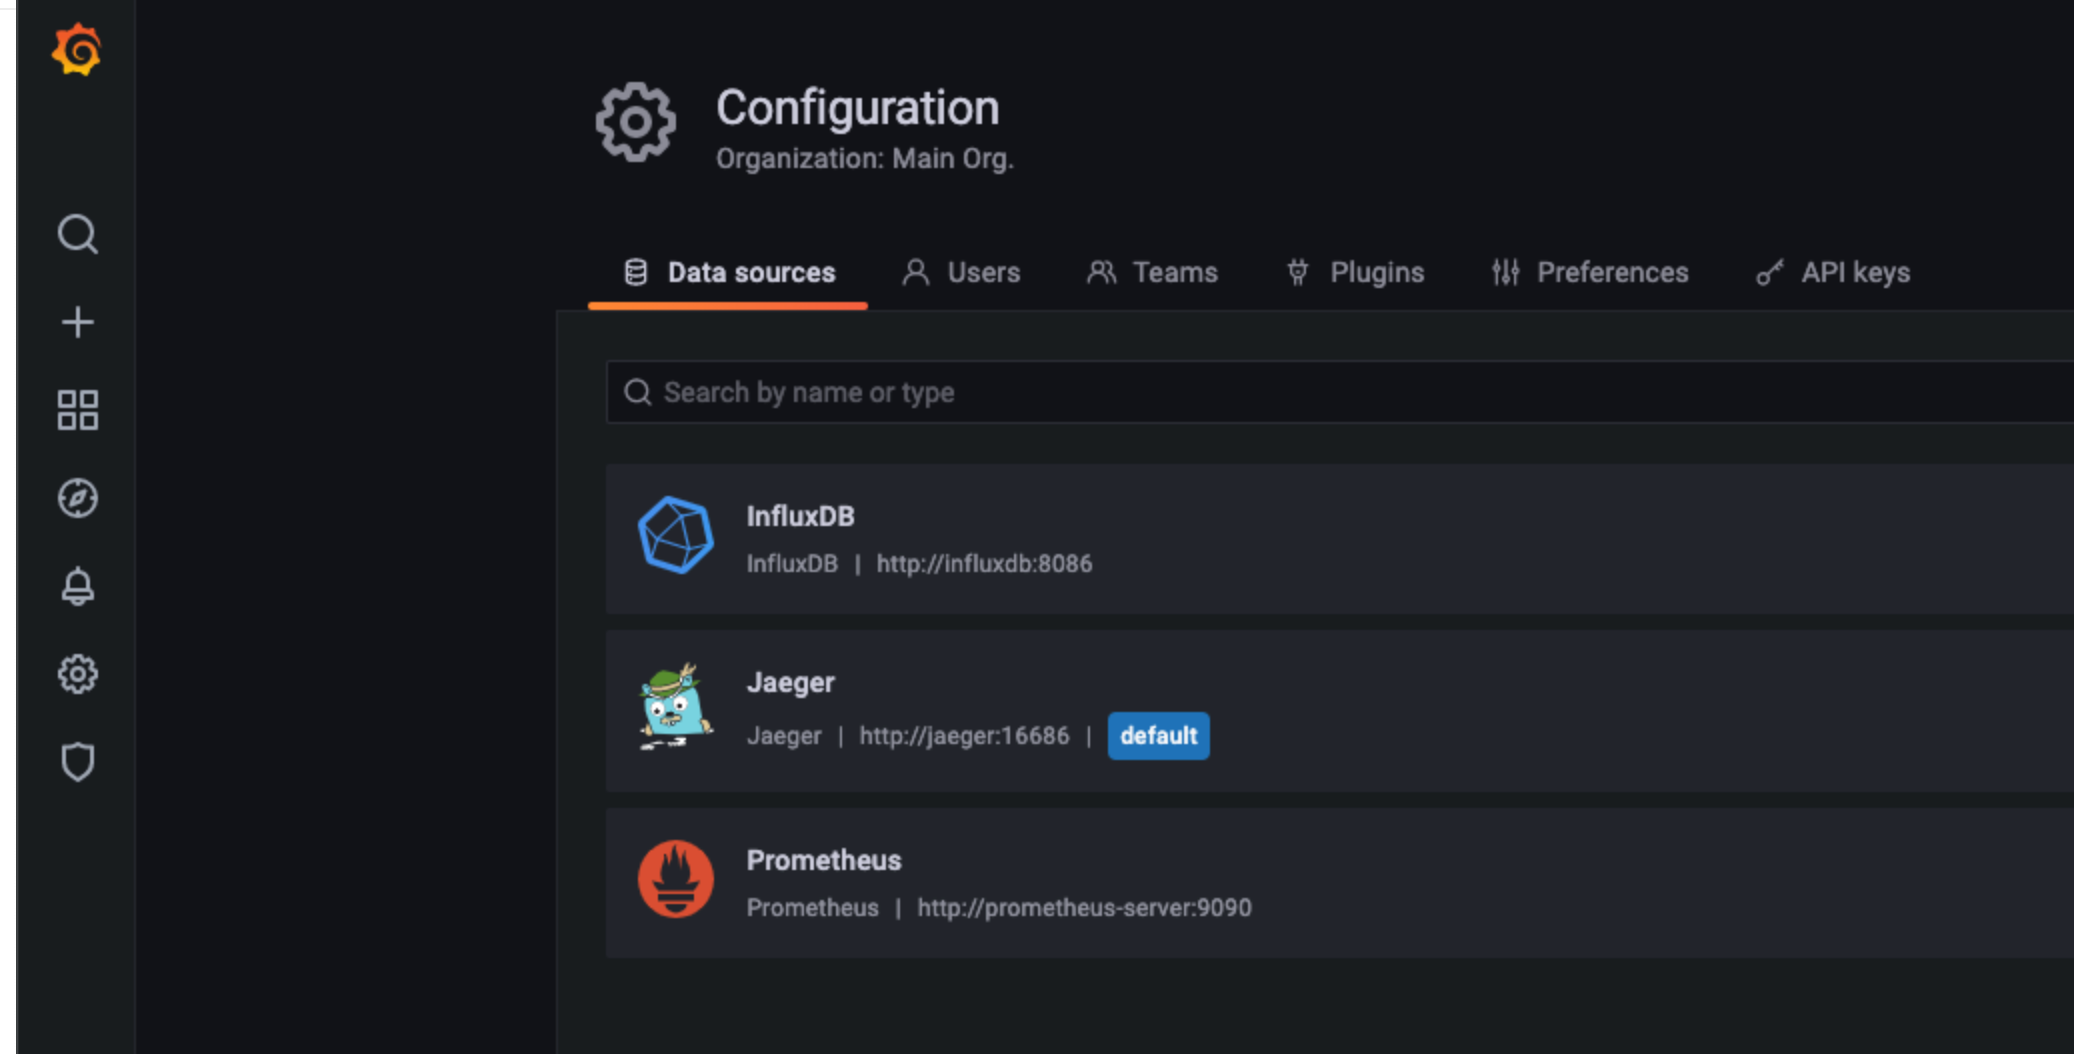 Configuration
Organization: Main Org.
Data sources Users Teams Plugins Preferences API keys
Search by name or type
InfluxDB
InfluxDB | http://influxdb:8086
Jaeger
Jaeger | http://jaeger:16686 | default
Prometheus
Prometheus | http://prometheus-server:9090